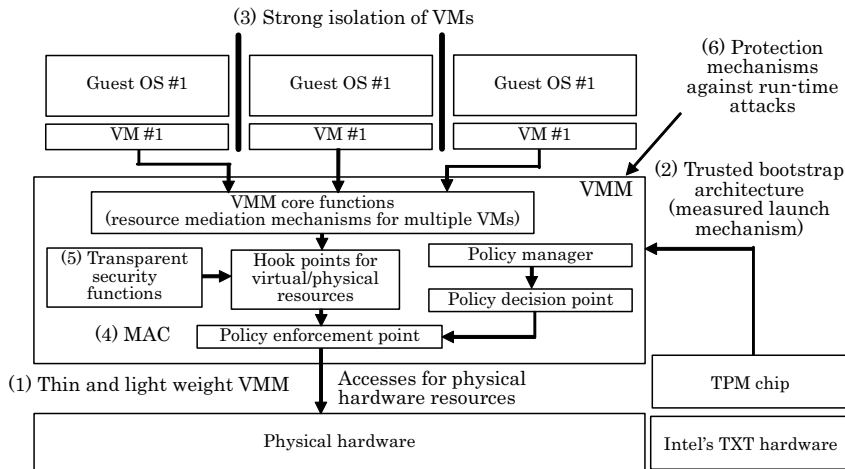 (3) Strong isolation of VMs
Guest OS #1
Guest OS #1
Guest OS #1
VM #1
VM #1
VM #1
(6) Protection
mechanisms
against run-time
attacks
VMM
(2) Trusted bootstrap
architecture
(measured launch
mechanism)
VMM core functions
(resource mediation mechanisms for multiple VMs)
(5) Transparent
security
functions
Hook points for
virtual/physical
resources
Policy manager
Policy decision point
(4) MAC
Policy enforcement point
(1) Thin and light weight VMM
Accesses for physical
hardware resources
TPM chip
Physical hardware
Intel's TXT hardware